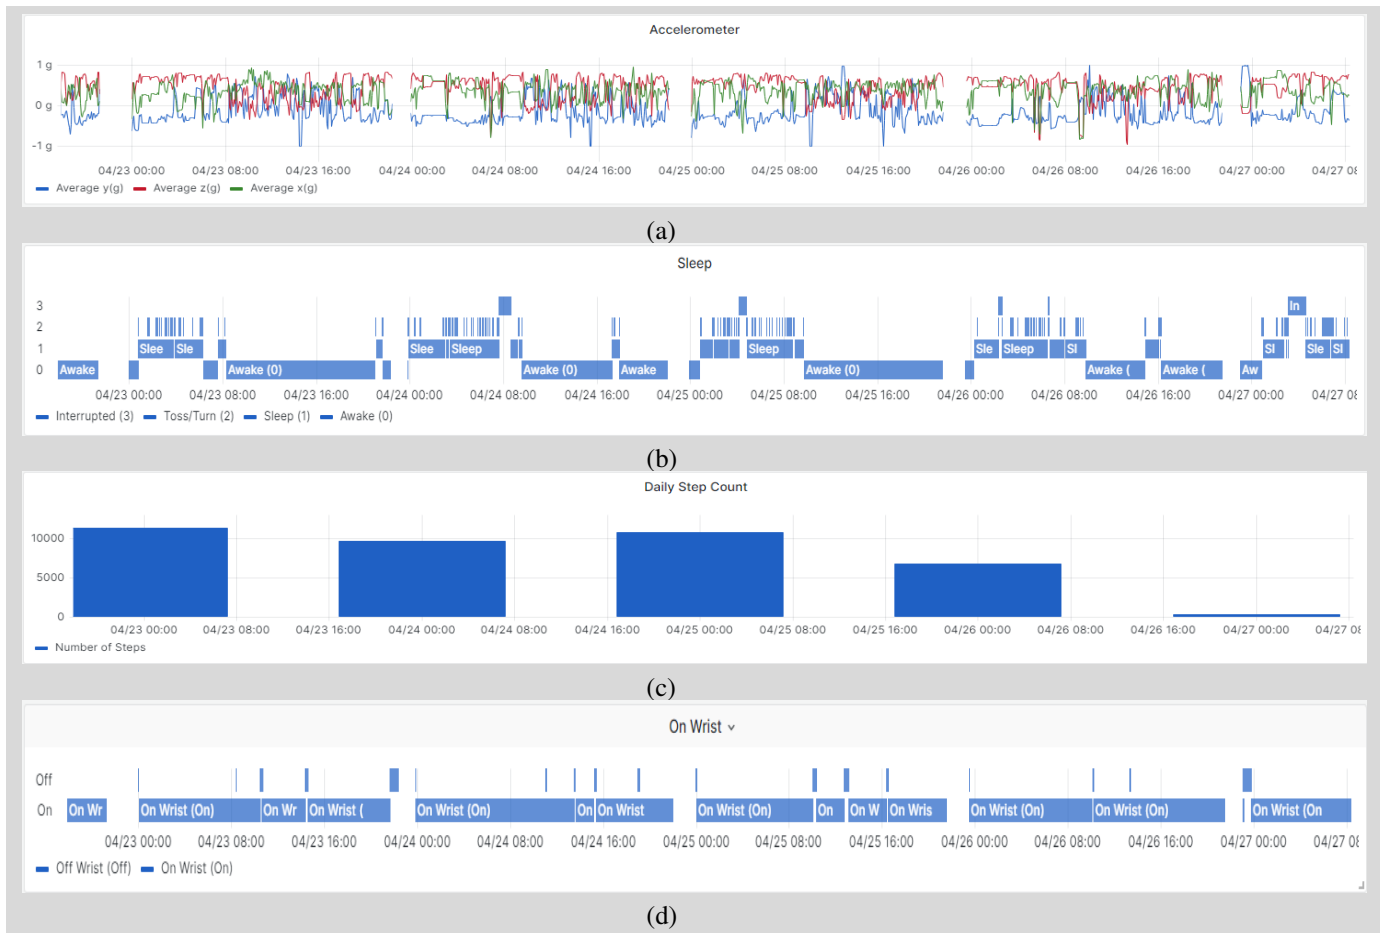 Accelerometer
1 g
0 g
-1 g
04/23 00:00 04/23 08:00 04/23 16:00 04/24 00:00 04/24 08:00 04/24 16:00 04/25 00:00 04/25 08:00 04/25 16:00 04/26 00:00 04/26 08:00 04/26 16:00 04/27 00:00 04/27 08
Average y(g) Average z(g) Average x(g)
(a)
Sleep
3 In
2
1 Slee Sle Slee Sleep Sleep Sle Sleep Sl Sl Sle Sl
0 Awake Awake (0) Awake (0) Awake Awake (0) Awake ( Awake ( Aw
04/23 00:00 04/23 08:00 04/23 16:00 04/24 00:00 04/24 08:00 04/24 16:00 04/25 00:00 04/25 08:00 04/25 16:00 04/26 00:00 04/26 08:00 04/26 16:00 04/27 00:00 04/27 08
Interrupted (3) Toss/Turn (2) Sleep (1) Awake (0)
(b)
Daily Step Count
10000
5000
0
04/23 00:00 04/23 08:00 04/23 16:00 04/24 00:00 04/24 08:00 04/24 16:00 04/25 00:00 04/25 08:00 04/25 16:00 04/26 00:00 04/26 08:00 04/26 16:00 04/27 00:00 04/27 08
Number of Steps
(c)
On Wrist
Off
On On Wr On Wrist (On) On Wr On Wrist ( On Wrist (On) On On Wrist On Wrist (On) On On W On Wris On Wrist (On) On Wrist (On) On Wrist (On
04/23 00:00 04/23 08:00 04/23 16:00 04/24 00:00 04/24 08:00 04/24 16:00 04/25 00:00 04/25 08:00 04/25 16:00 04/26 00:00 04/26 08:00 04/26 16:00 04/27 00:00 04/27 08
Off Wrist (Off) On Wrist (On)
(d)